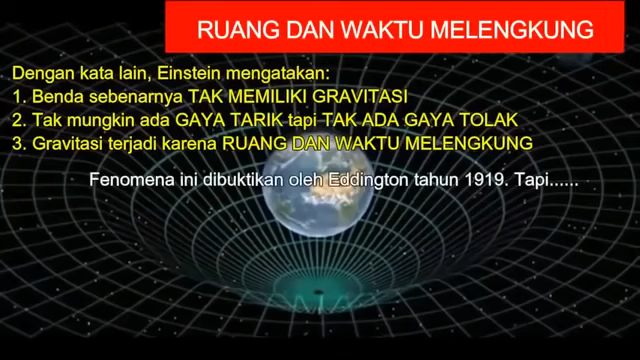 RUANG DAN WAKTU MELENGKUNG
Dengan kata lain, Einstein mengatakan:
1. Benda sebenarnya TAK MEMILIKI GRAVITASI
2. Tak mungkin ada GAYA TARIK tapi TAK ADA GAYA TOLAK
3. Gravitasi terjadi karena RUANG DAN WAKTU MELENGKUNG
Fenomena ini dibuktikan oleh Eddington tahun 1919. Tapi......